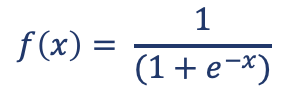 f(x) = 1 / (1 + e⁻ˣ)